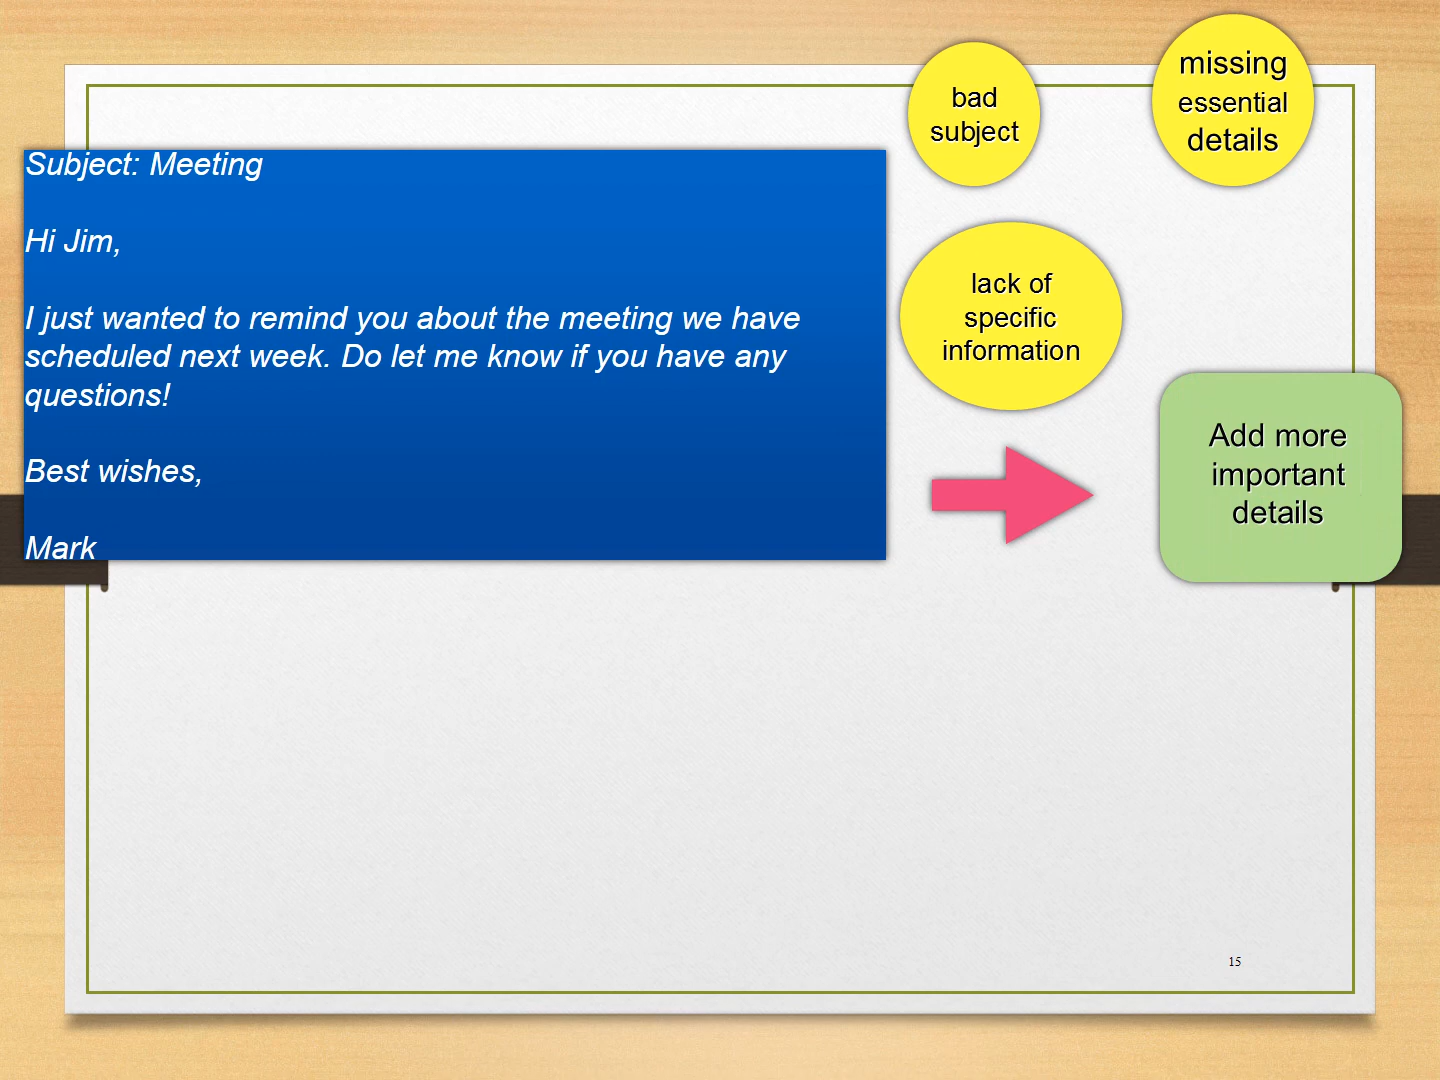 bad
subject
missing
essential
details
Subject: Meeting
Hi Jim,
I just wanted to remind you about the meeting we have
scheduled next week. Do let me know if you have any
questions!
Best wishes,
Mark
lack of
specific
information
Add more
important
details
15